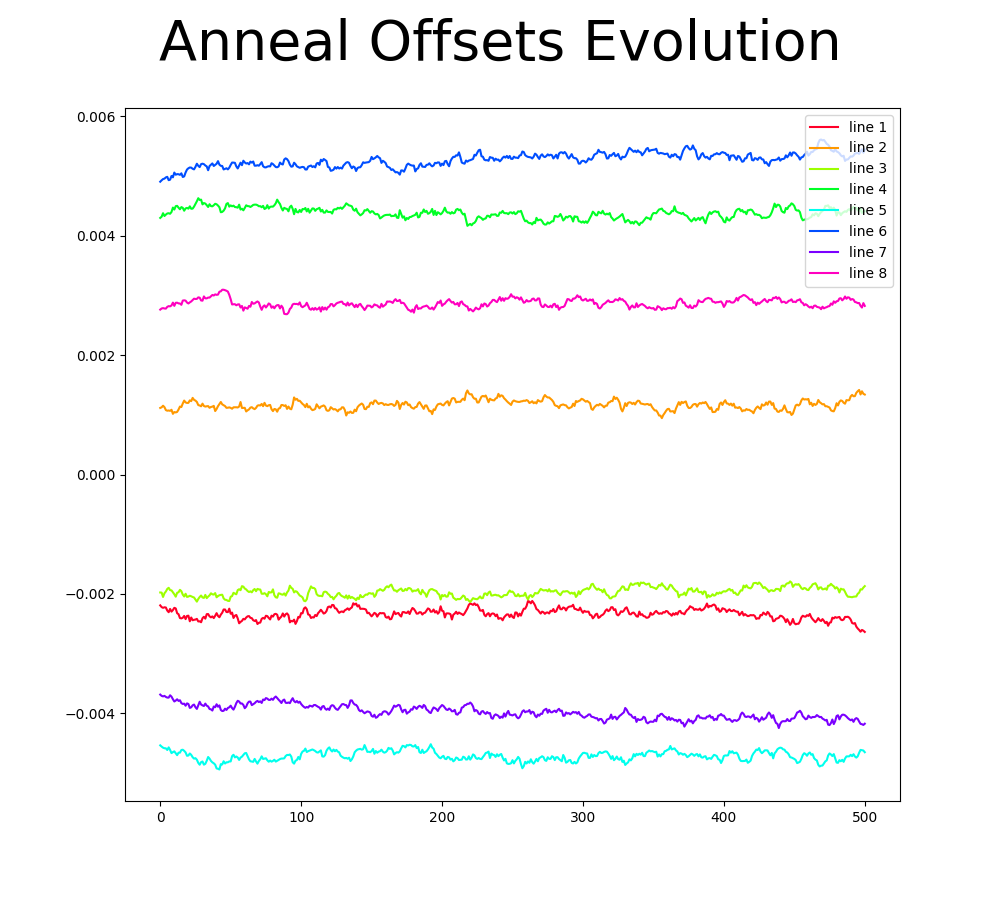 Anneal Offsets Evolution
0.006
0.004
0.002
0.000
−0.002
−0.004
0
100
200
300
400
500
line 1
line 2
line 3
line 4
line 5
line 6
line 7
line 8